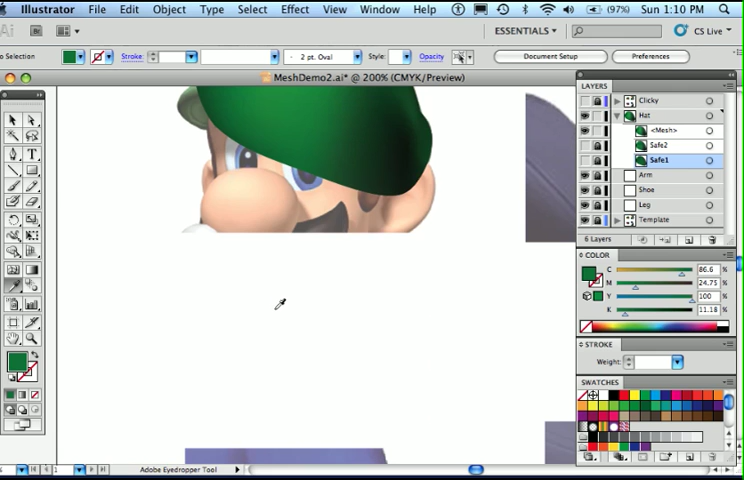 Illustrator File Edit Object Type Select Effect View Window Help (97%) Sun 1:10 PM
Ai Br ESSENTIALS CS Live
Selection Stroke: 2 pt. Oval Style: Opacity Document Setup Preferences
MeshDemo2.ai* @ 200% (CMYK/Preview)
LAYERS
Clicky
Hat
<Mesh>
Safe2
Safe1
Arm
Shoe
Leg
Template
6 Layers
COLOR
C 86.6 %
M 24.75 %
Y 100 %
K 11.18 %
STROKE
Weight:
SWATCHES
1 Adobe Eyedropper Tool